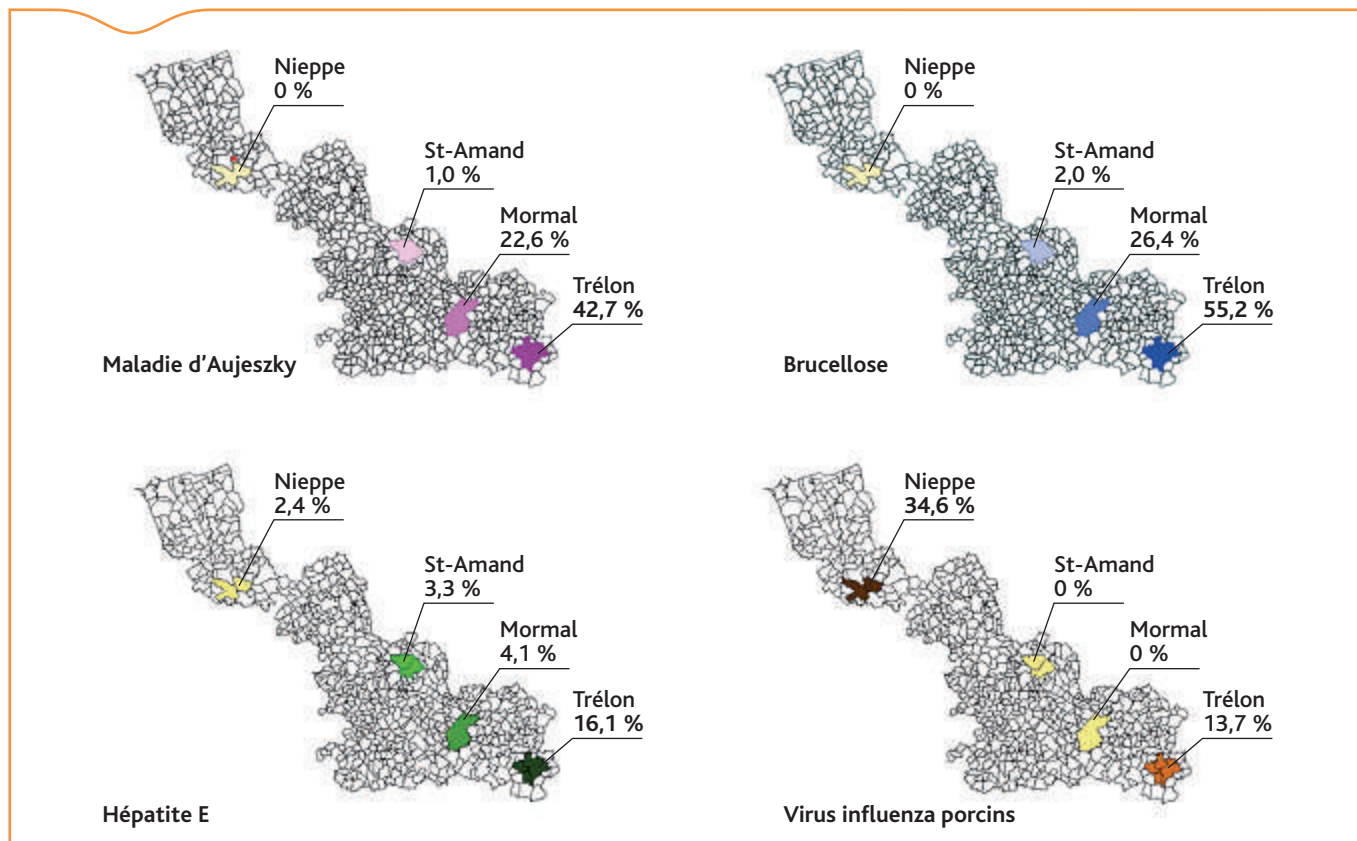 Nieppe
0 %
St-Amand
1,0 %
Mormal
22,6 %
Trélon
42,7 %
Maladie d'Aujeszky
Nieppe
0 %
St-Amand
2,0 %
Mormal
26,4 %
Trélon
55,2 %
Brucellose
Nieppe
2,4 %
St-Amand
3,3 %
Mormal
4,1 %
Trélon
16,1 %
Hépatite E
Nieppe
34,6 %
St-Amand
0 %
Mormal
0 %
Trélon
13,7 %
Virus influenza porcins